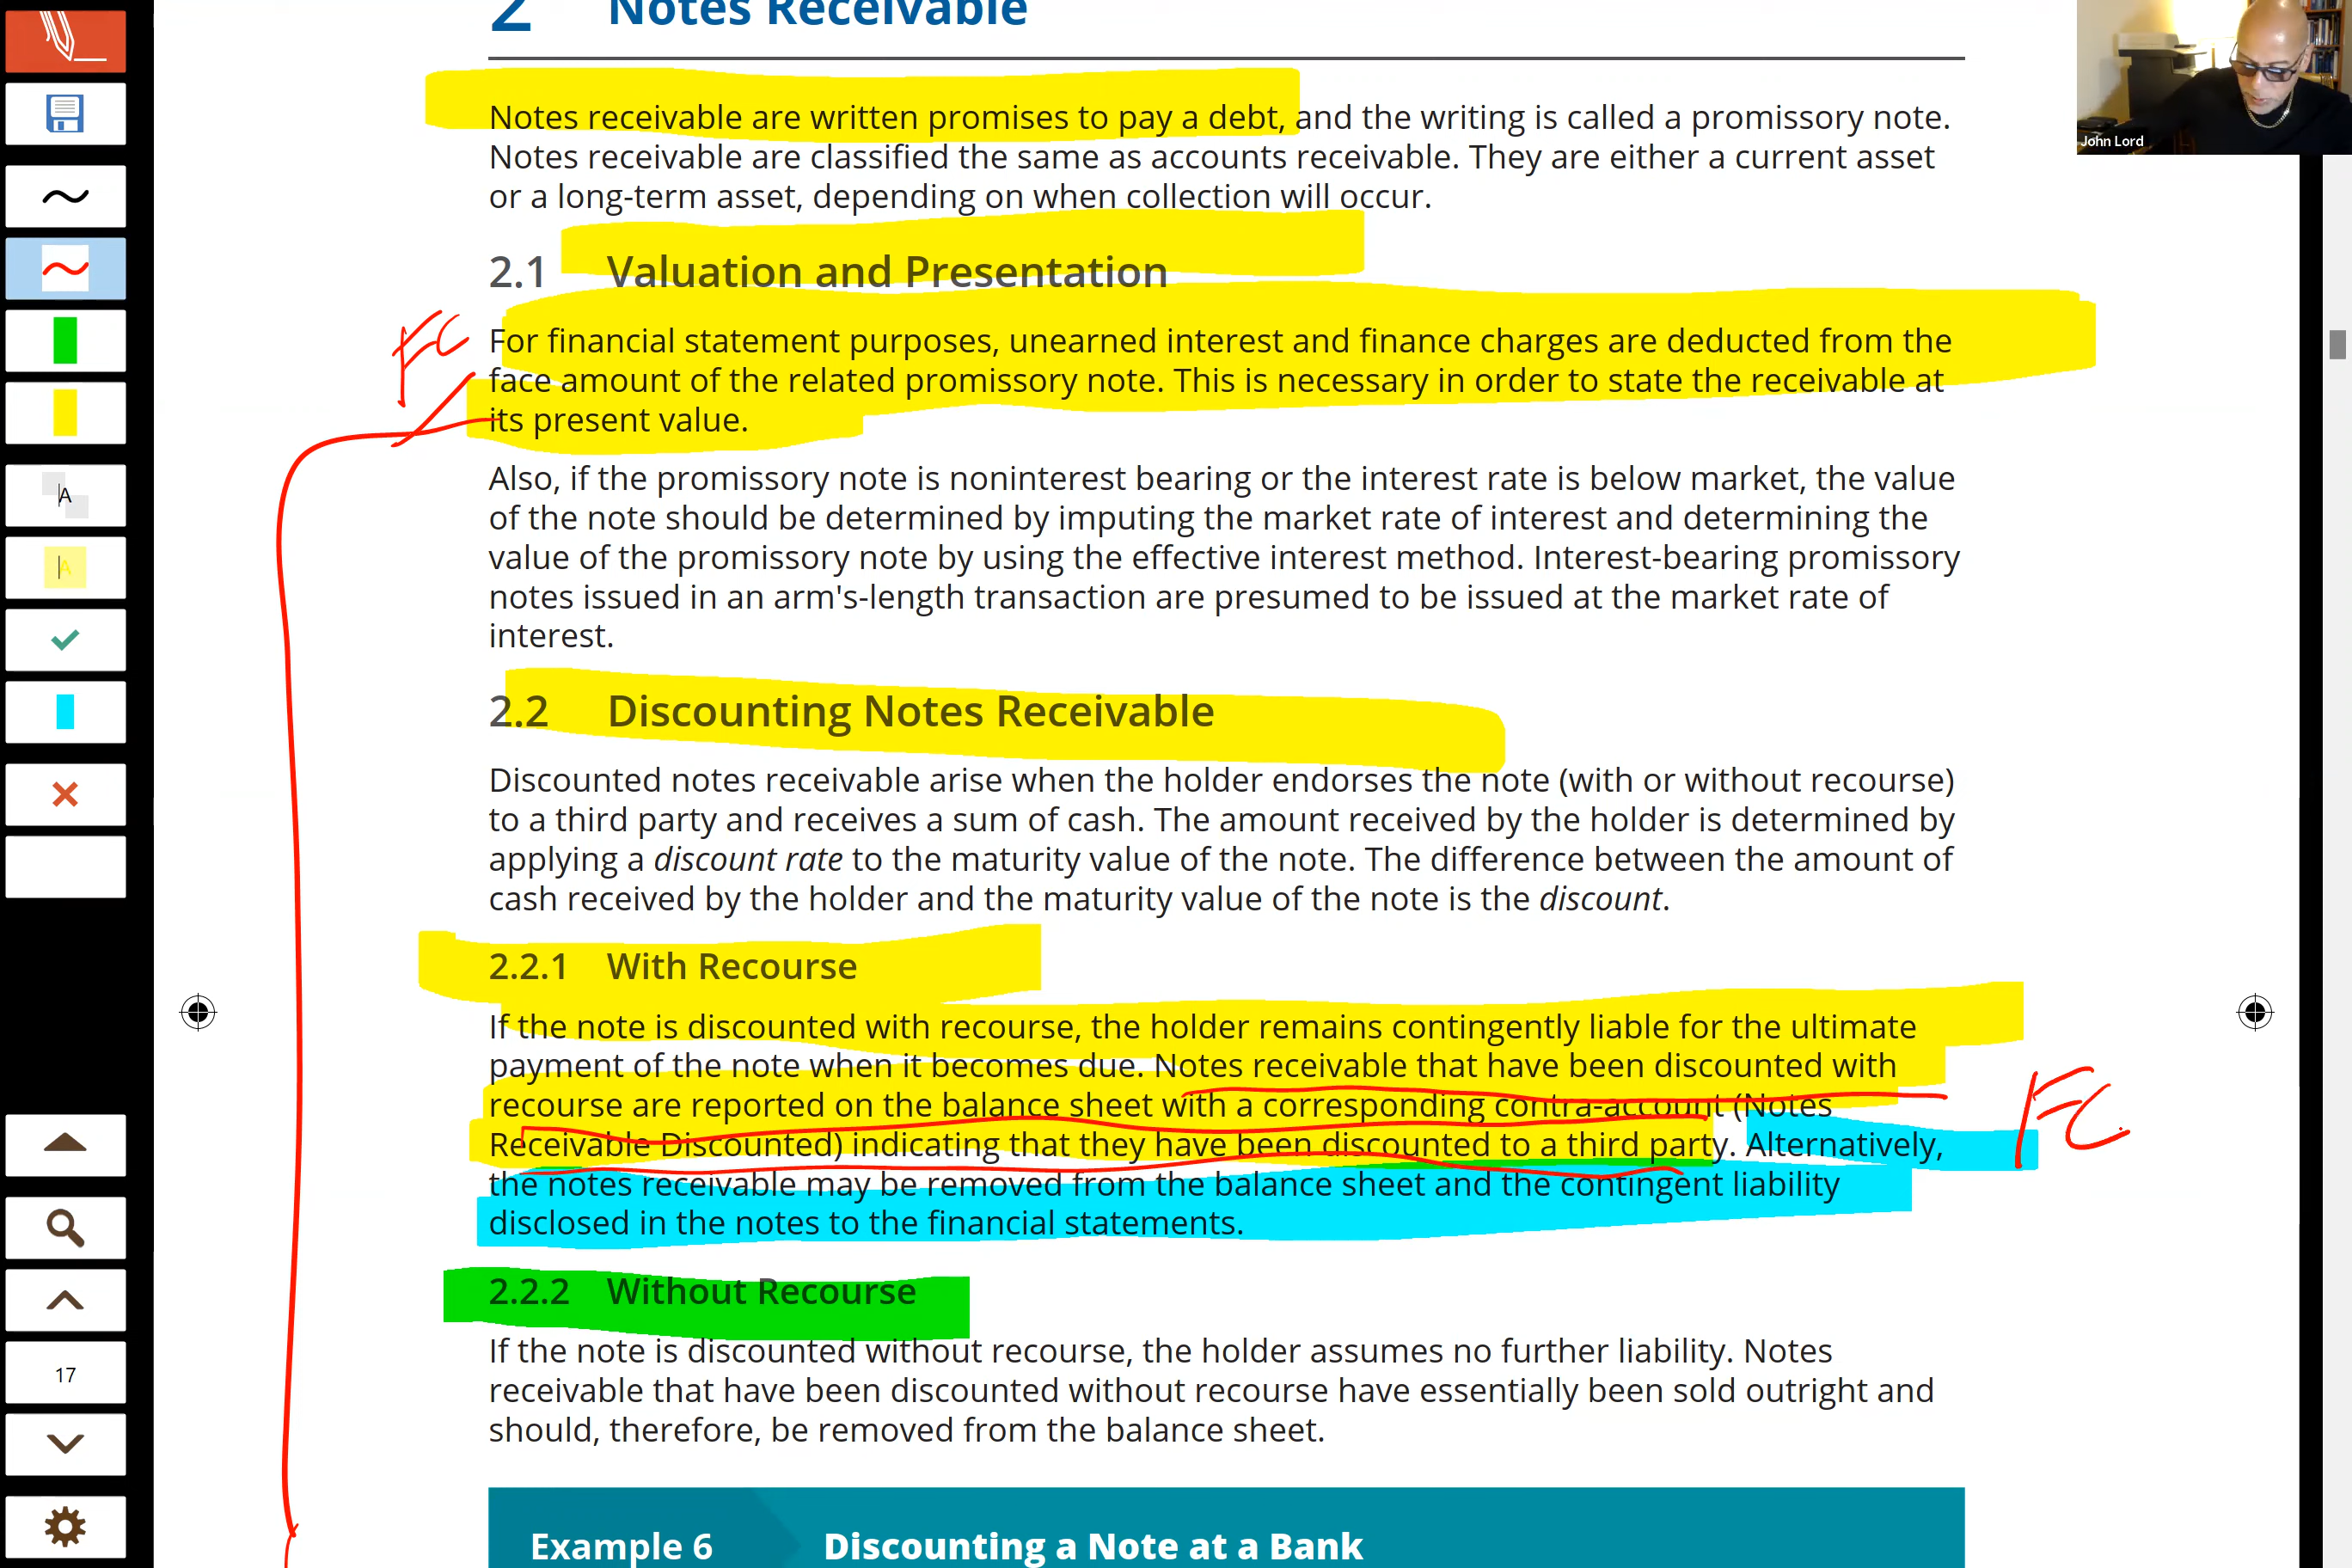 2 Notes Receivable
John Lord
Notes receivable are written promises to pay a debt, and the writing is called a promissory note.
Notes receivable are classified the same as accounts receivable. They are either a current asset
or a long-term asset, depending on when collection will occur.
2.1 Valuation and Presentation
FC
For financial statement purposes, unearned interest and finance charges are deducted from the
face amount of the related promissory note. This is necessary in order to state the receivable at
its present value.
Also, if the promissory note is noninterest bearing or the interest rate is below market, the value
of the note should be determined by imputing the market rate of interest and determining the
value of the promissory note by using the effective interest method. Interest-bearing promissory
notes issued in an arm's-length transaction are presumed to be issued at the market rate of
interest.
2.2 Discounting Notes Receivable
Discounted notes receivable arise when the holder endorses the note (with or without recourse)
to a third party and receives a sum of cash. The amount received by the holder is determined by
applying a discount rate to the maturity value of the note. The difference between the amount of
cash received by the holder and the maturity value of the note is the discount.
2.2.1 With Recourse
If the note is discounted with recourse, the holder remains contingently liable for the ultimate
payment of the note when it becomes due. Notes receivable that have been discounted with
recourse are reported on the balance sheet with a corresponding contra-account (Notes
Receivable Discounted) indicating that they have been discounted to a third party. Alternatively,
the notes receivable may be removed from the balance sheet and the contingent liability
disclosed in the notes to the financial statements.
FC
2.2.2 Without Recourse
If the note is discounted without recourse, the holder assumes no further liability. Notes
receivable that have been discounted without recourse have essentially been sold outright and
should, therefore, be removed from the balance sheet.
Example 6 Discounting a Note at a Bank
A
A
17